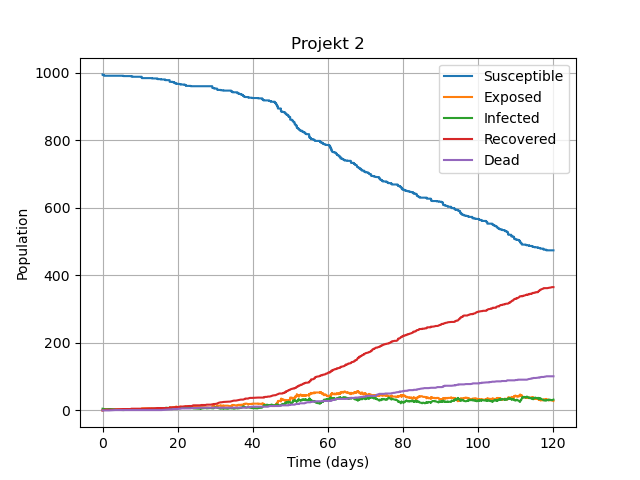 Projekt 2
Susceptible
Exposed
Infected
Recovered
Dead
1000
800
600
400
200
0
Population
0 20 40 60 80 100 120
Time (days)